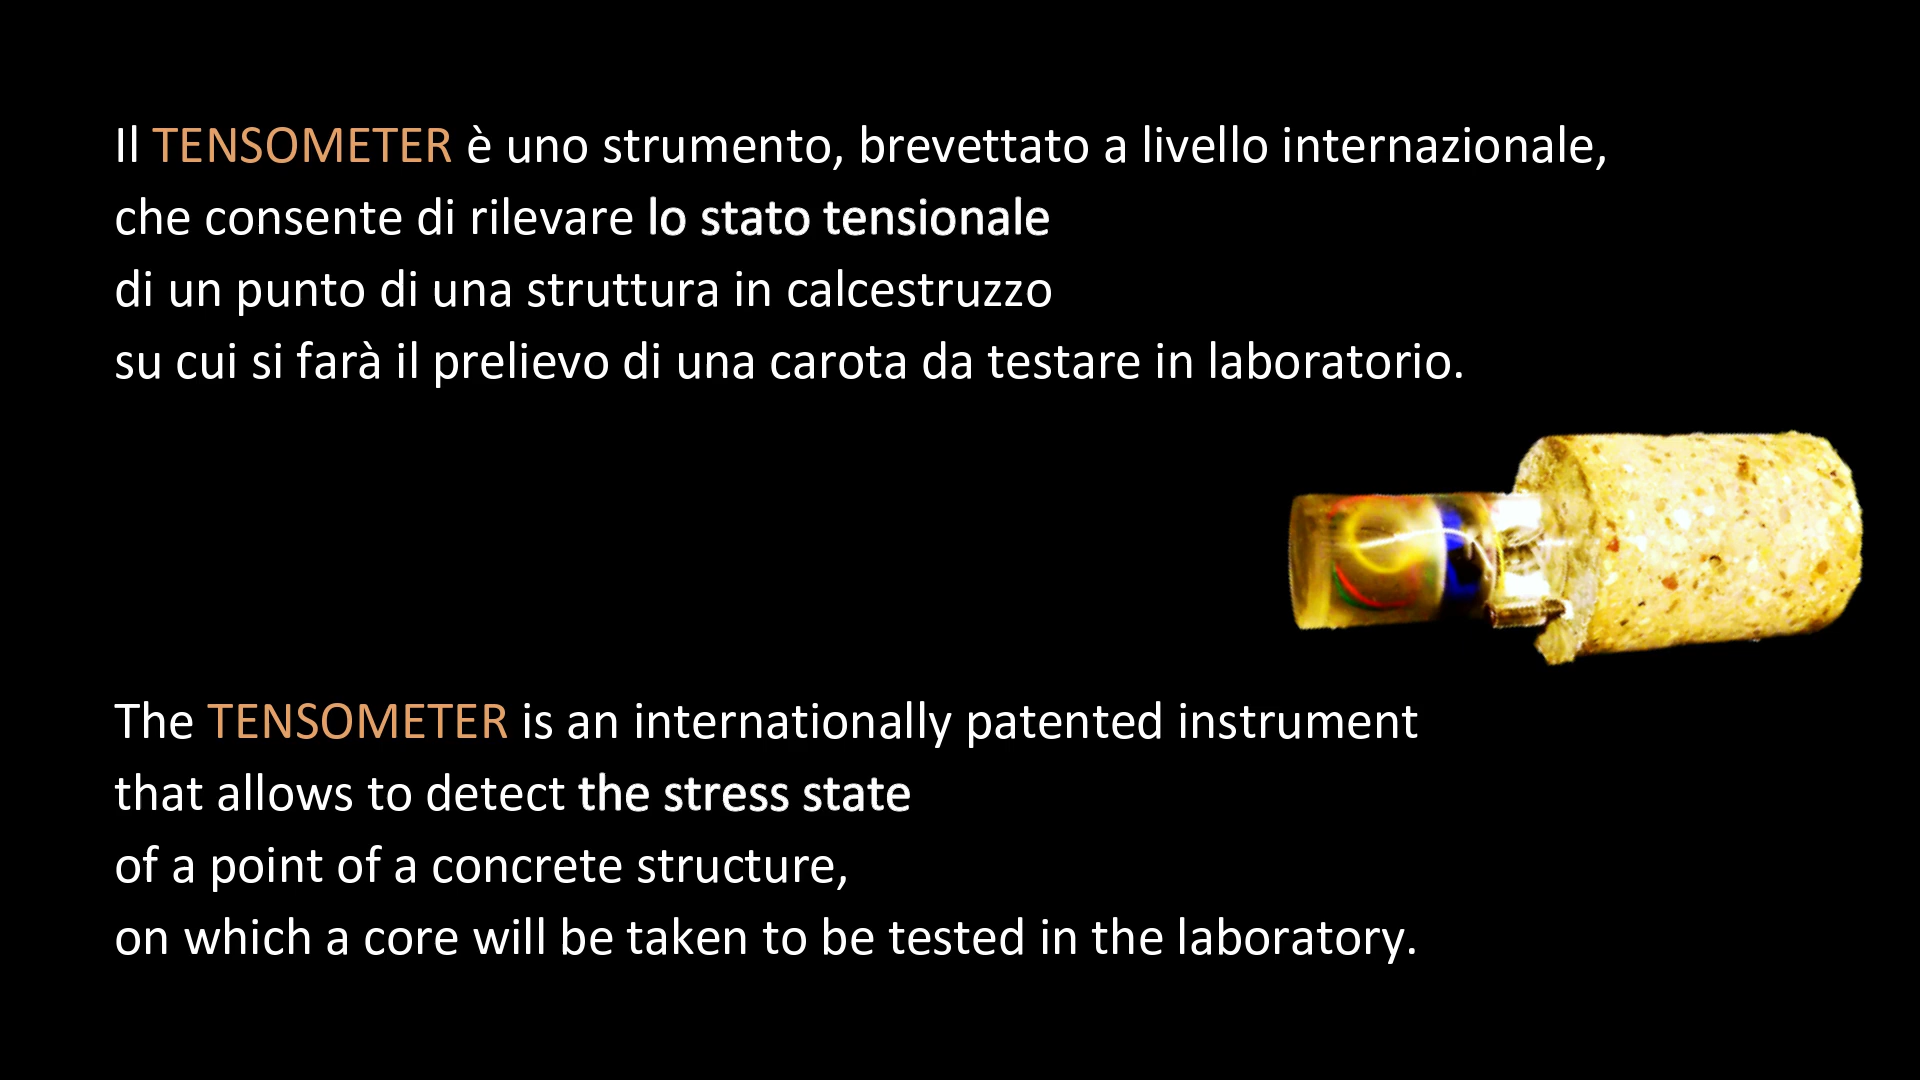 Il TENSOMETER è uno strumento, brevettato a livello internazionale,
che consente di rilevare lo stato tensionale
di un punto di una struttura in calcestruzzo
su cui si farà il prelievo di una carota da testare in laboratorio.
The TENSOMETER is an internationally patented instrument
that allows to detect the stress state
of a point of a concrete structure,
on which a core will be taken to be tested in the laboratory.